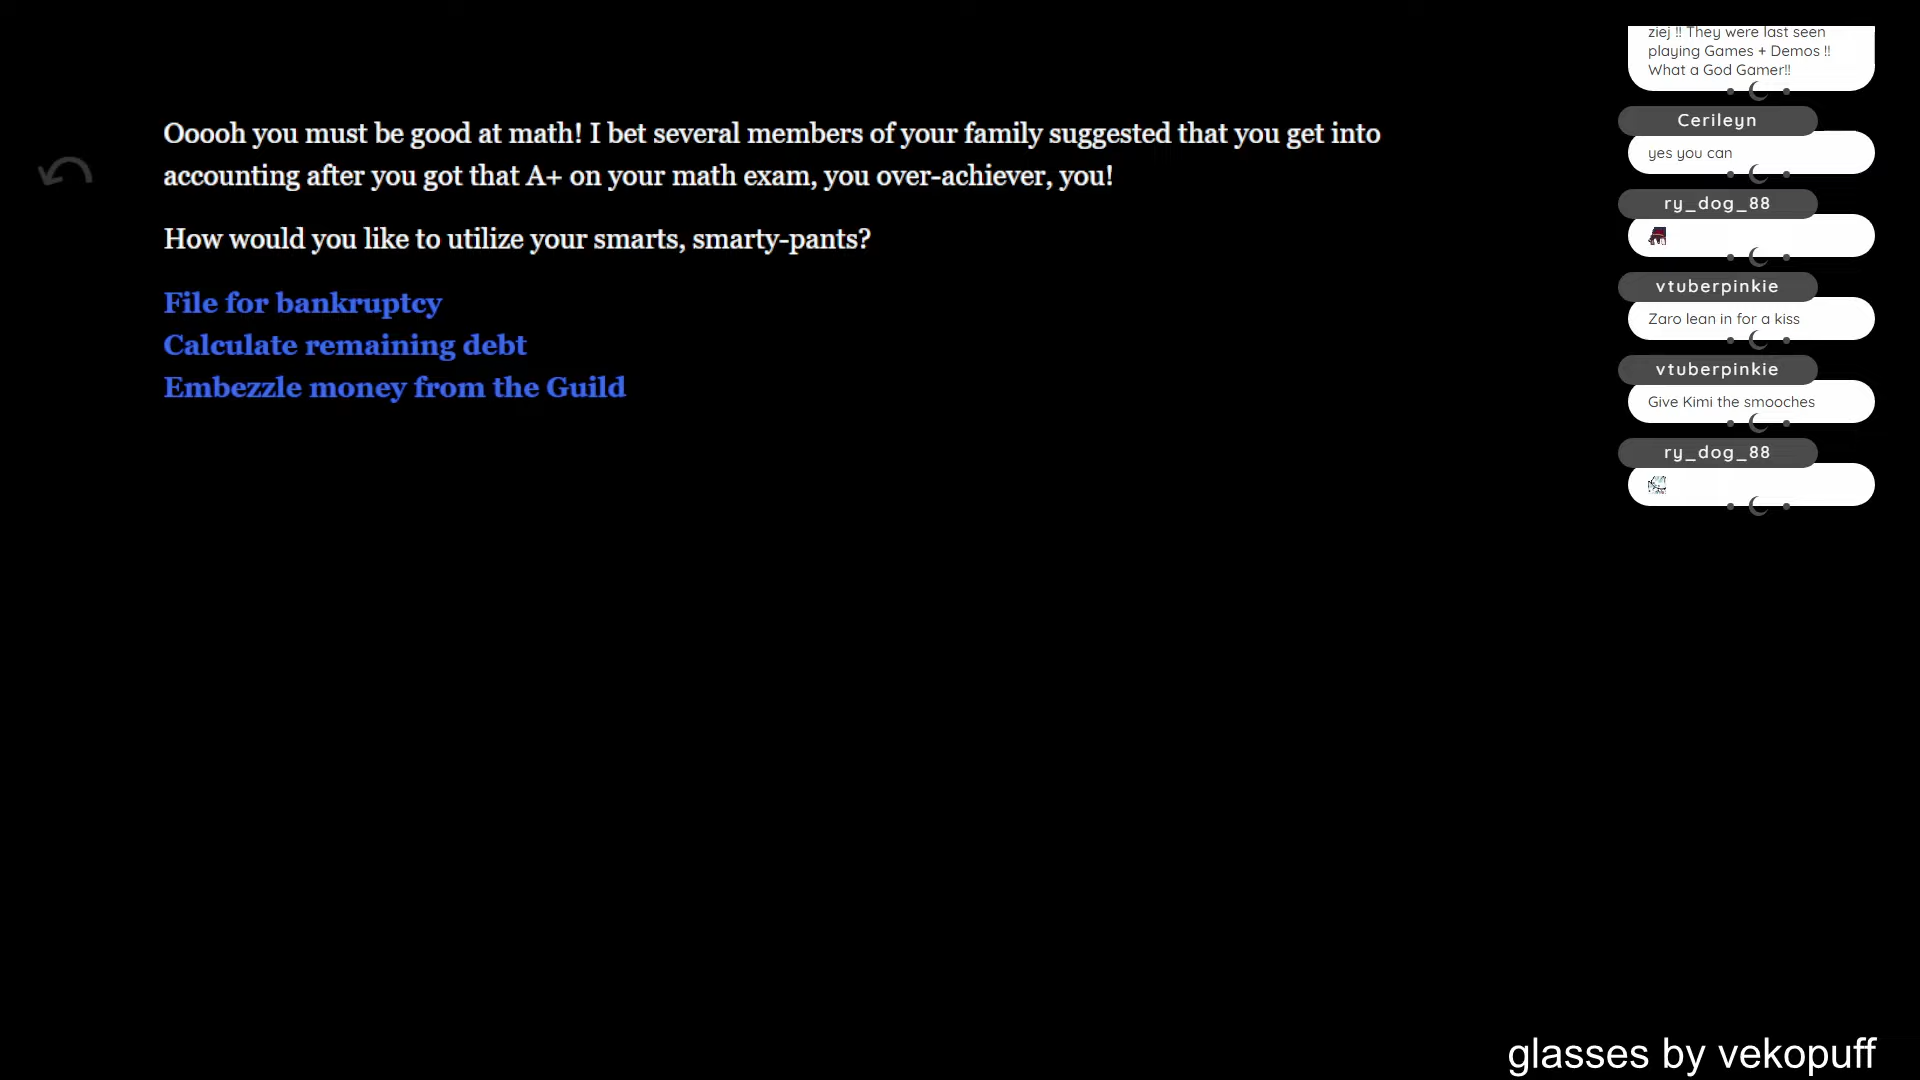 Ooooh you must be good at math! I bet several members of your family suggested that you get into
accounting after you got that A+ on your math exam, you over-achiever, you!
How would you like to utilize your smarts, smarty-pants?
File for bankruptcy
Calculate remaining debt
Embezzle money from the Guild
ziej !! They were last seen
playing Games + Demos !!
What a God Gamer!!
Cerileyn
yes you can
ry_dog_88
vtuberpinkie
Zaro lean in for a kiss
vtuberpinkie
Give Kimi the smooches
ry_dog_88
glasses by vekopuff